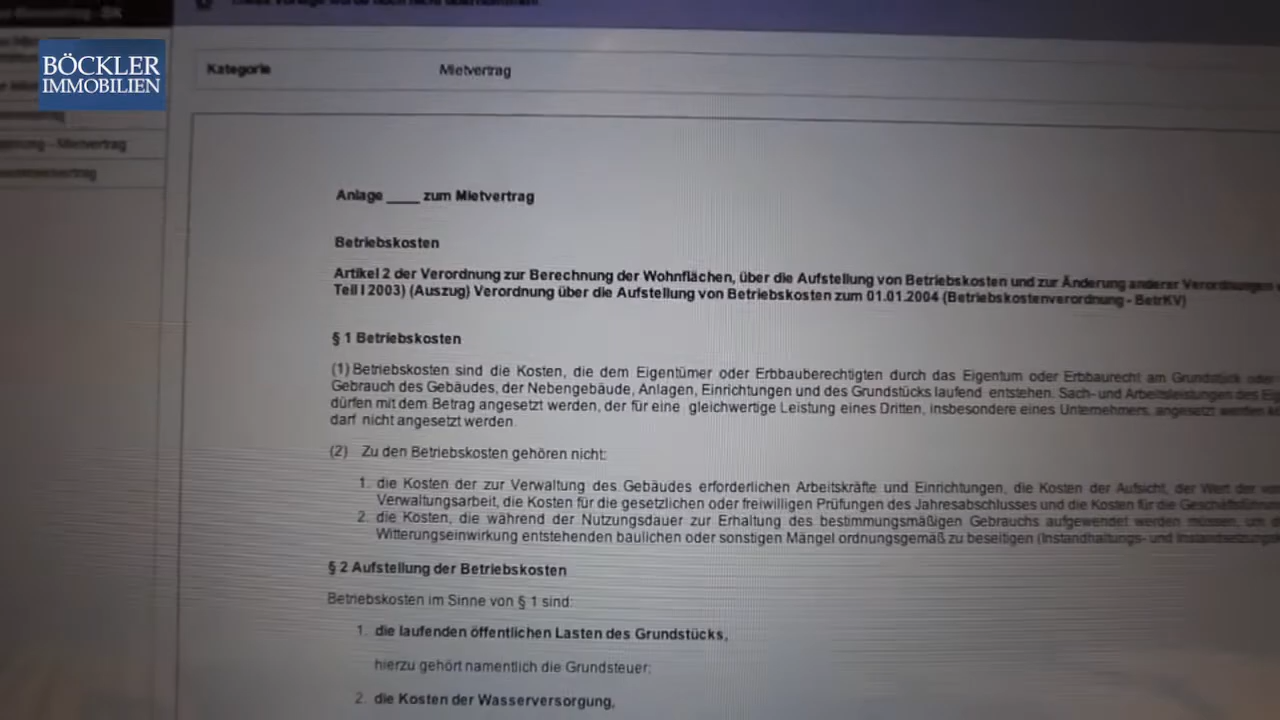 BÖCKLER
IMMOBILIEN
Kategorie
Mietvertrag
- Mietvertrag
Anlage ____ zum Mietvertrag
Betriebskosten
Artikel 2 der Verordnung zur Berechnung der Wohnflächen, über die Aufstellung von Betriebskosten und zur Änderung anderer Verordnungen
Teil I 2003) (Auszug) Verordnung über die Aufstellung von Betriebskosten zum 01.01.2004 (Betriebskostenverordnung - BetrKV)
§ 1 Betriebskosten
(1) Betriebskosten sind die Kosten, die dem Eigentümer oder Erbbauberechtigten durch das Eigentum oder Erbbaurecht am Grundstück oder
Gebrauch des Gebäudes, der Nebengebäude, Anlagen, Einrichtungen und des Grundstücks laufend entstehen. Sach- und Arbeitsleistungen des
dürfen mit dem Betrag angesetzt werden, der für eine gleichwertige Leistung eines Dritten, insbesondere eines Unternehmers, angesetzt werden
darf nicht angesetzt werden.
(2) Zu den Betriebskosten gehören nicht:
1. die Kosten der zur Verwaltung des Gebäudes erforderlichen Arbeitskräfte und Einrichtungen, die Kosten der Aufsicht, der Wert der
Verwaltungsarbeit, die Kosten für die gesetzlichen oder freiwilligen Prüfungen des Jahresabschlusses und die Kosten für die
2. die Kosten, die während der Nutzungsdauer zur Erhaltung des bestimmungsmäßigen Gebrauchs aufgewendet werden müssen, um
Witterungseinwirkung entstehenden baulichen oder sonstigen Mängel ordnungsgemäß zu beseitigen (Instandhaltungs- und
§ 2 Aufstellung der Betriebskosten
Betriebskosten im Sinne von § 1 sind:
1. die laufenden öffentlichen Lasten des Grundstücks,
hierzu gehört namentlich die Grundsteuer;
2. die Kosten der Wasserversorgung,